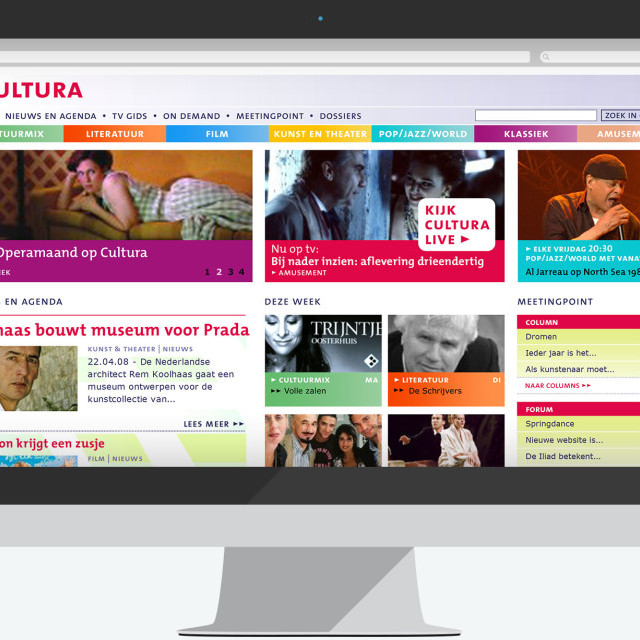 ULTURA
NIEUWS EN AGENDA • TV GIDS • ON DEMAND • MEETINGPOINT • DOSSIERS
ZOEK IN
TUURMIX LITERATUUR FILM KUNST EN THEATER POP/JAZZ/WORLD KLASSIEK AMUSEM
Operamaand op Cultura
EK
1 2 3 4
KIJK
CULTURA
LIVE ►
Nu op tv:
Bij nader inzien: aflevering drieendertig
► AMUSEMENT
► ELKE VRIJDAG 20:30
POP/JAZZ/WORLD MET VANA
Al Jarreau op North Sea 198
EN AGENDA
haas bouwt museum voor Prada
KUNST & THEATER | NIEUWS
22.04.08 - De Nederlandse
architect Rem Koolhaas gaat een
museum ontwerpen voor de
kunstcollectie van...
LEES MEER ►►
on krijgt een zusje
FILM | NIEUWS
DEZE WEEK
TRIJNTJE
OOSTERHUIS
► CULTUURMIX MA
►► Volle zalen
► LITERATUUR DI
►► De Schrijvers
MEETINGPOINT
COLUMN
Dromen
Ieder jaar is het...
Als kunstenaar moet...
NAAR COLUMNS ►►
FORUM
Springdance
Nieuwe website is...
De Iliad betekent...